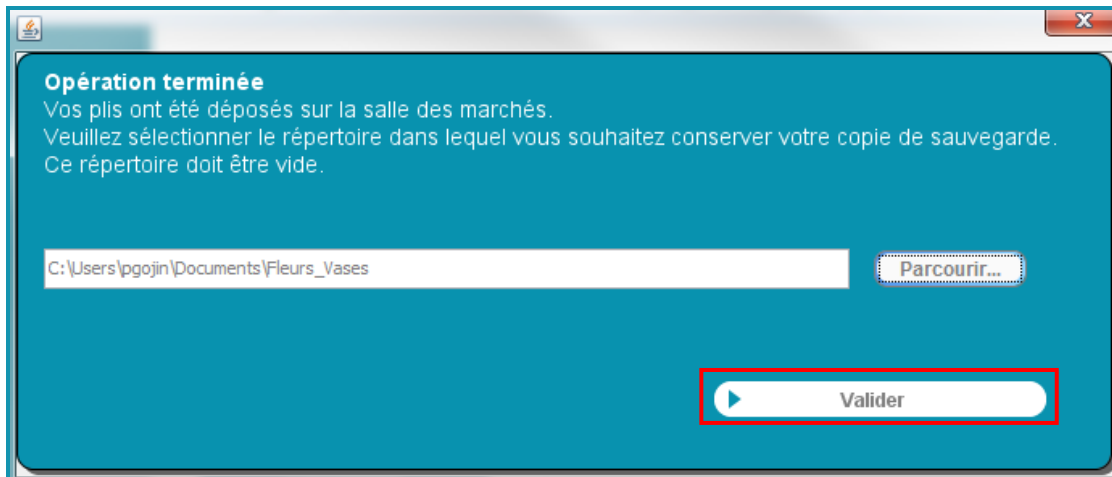 Opération terminée
Vos plis ont été déposés sur la salle des marchés.
Veuillez sélectionner le répertoire dans lequel vous souhaitez conserver votre copie de sauvegarde.
Ce répertoire doit être vide.
C:\Users\pgojin\Documents\Fleurs_Vases
Parcourir...
Valider